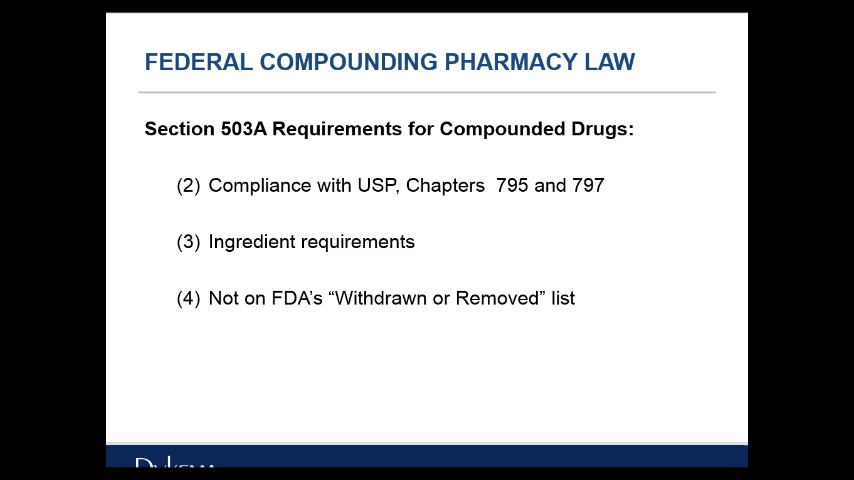 FEDERAL COMPOUNDING PHARMACY LAW
Section 503A Requirements for Compounded Drugs:
(2) Compliance with USP, Chapters 795 and 797
(3) Ingredient requirements
(4) Not on FDA's “Withdrawn or Removed” list
Dykema